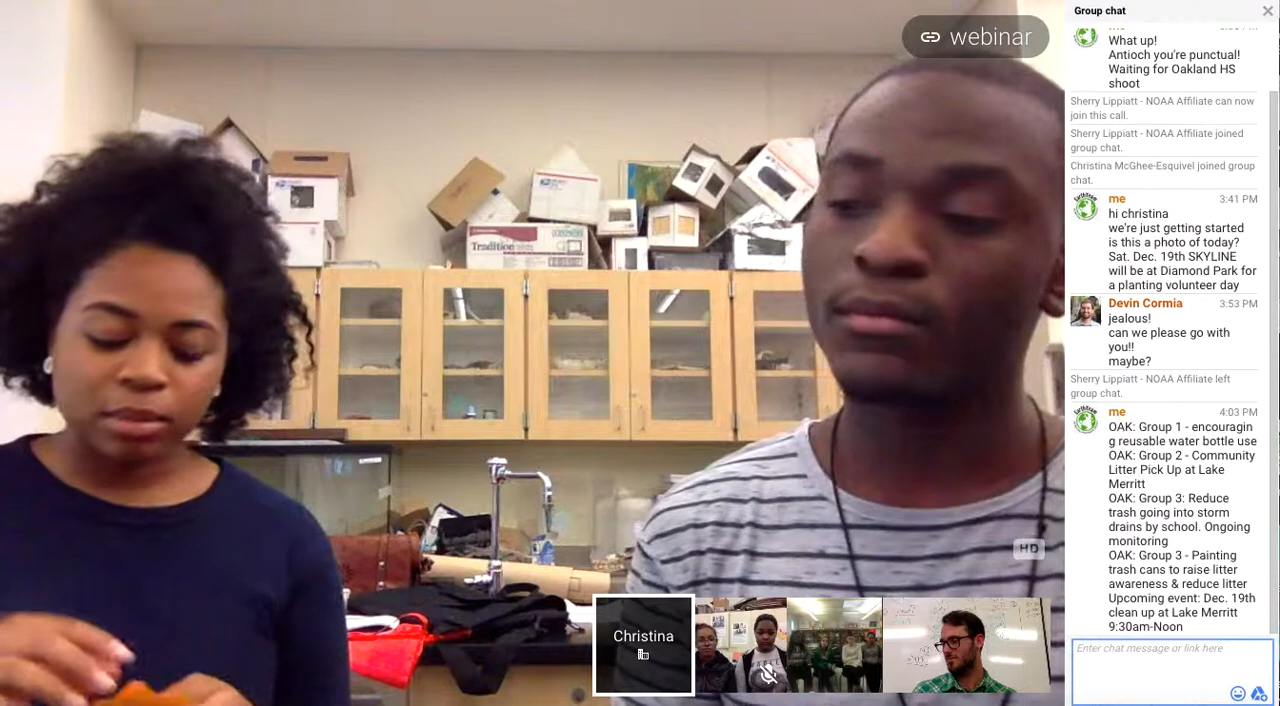 webinar
Group chat
What up!
Antioch you're punctual!
Waiting for Oakland HS
shoot
Sherry Lippiatt - NOAA Affiliate can now
join this call.
Sherry Lippiatt - NOAA Affiliate joined
group chat.
Christina McGhee-Esquivel joined group
chat.
me 3:41 PM
hi christina
we're just getting started
is this a photo of today?
Sat. Dec. 19th SKYLINE
will be at Diamond Park for
a planting volunteer day
Devin Cormia 3:53 PM
jealous!
can we please go with
you!!
maybe?
Sherry Lippiatt - NOAA Affiliate left
group chat.
me 4:03 PM
OAK: Group 1 - encouragin
g reusable water bottle use
OAK: Group 2 - Community
Litter Pick Up at Lake
Merritt
OAK: Group 3: Reduce
trash going into storm
drains by school. Ongoing
monitoring
OAK: Group 3 - Painting
trash cans to raise litter
awareness & reduce litter
Upcoming event: Dec. 19th
clean up at Lake Merritt
9:30am-Noon
Enter chat message or link here
Tradition
HD
Christina